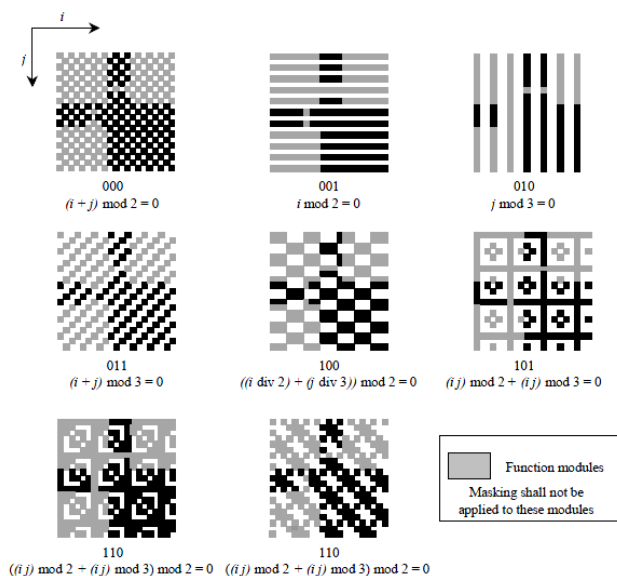 i
j
000
(i + j) mod 2 = 0
001
i mod 2 = 0
010
j mod 3 = 0
011
(i + j) mod 3 = 0
100
((i div 2) + (j div 3)) mod 2 = 0
101
(i j) mod 2 + (i j) mod 3 = 0
110
((i j) mod 2 + (i j) mod 3) mod 2 = 0
110
((i j) mod 2 + (i j) mod 3) mod 2 = 0
Function modules
Masking shall not be
applied to these modules